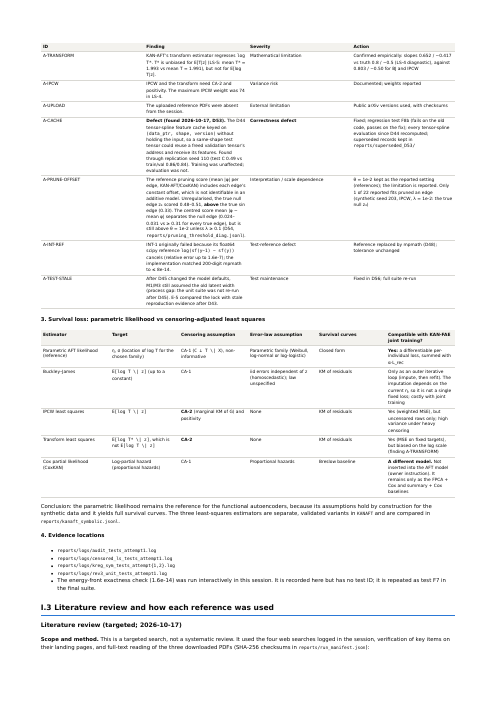 ID Finding Severity Action
A-TRANSFORM KAN-AFT's transform estimator regresses log Mathematical limitation Confirmed empirically: slopes 0.652 / −0.417
T*. T* is unbiased for E[T|z] (LS-5: mean T* = vs truth 0.8 / −0.5 (LS-4 diagnostic), against
1.993 vs mean T = 1.991), but not for E[log 0.803 / −0.50 for BJ and IPCW
T|z].
A-IPCW IPCW and the transform need CA-2 and Variance risk Documented; weights reported
positivity. The maximum IPCW weight was 74
in LS-4.
A-UPLOAD The uploaded reference PDFs were absent External limitation Public arXiv versions used, with checksums
from the session.
A-CACHE Defect (found 2026-10-17, D53). The D44 Correctness defect Fixed; regression test F8b (fails on the old
tensor-spline feature cache keyed on code, passes on the fix); every tensor-spline
(data_ptr, shape, version) without evaluation since D44 recomputed;
holding the input, so a same-shape test superseded records kept in
tensor could reuse a freed validation tensor's reports/superseded_D53/
address and receive its features. Found
through replication seed 110 (test C 0.49 vs
train/val 0.86/0.84). Training was unaffected;
evaluation was not.
A-PRUNE-OFFSET The reference pruning score (mean |φ| per Interpretation / scale dependence θ = 1e-2 kept as the reported setting
edge, KAN-AFT/CoxKAN) includes each edge's (references), the limitation is reported. Only
constant offset, which is not identifiable in an 1 of 22 reported fits pruned an edge
additive model. Unregularised, the true null (synthetic seed 203, IPCW, λ = 1e-2: the true
edge z₄ scored 0.48–0.51, above the true sin null z₄)
edge (0.33). The centred score mean |φ −
mean φ| separates the null edge (0.024–
0.031 vs ≥ 0.31 for every true edge), but is
still above θ = 1e-2 unless λ ≥ 0.1 (D54,
reports/pruning_threshold_diag.jsonl).
A-INT-REF INT-1 originally failed because its float64 Test-reference defect Reference replaced by mpmath (D48);
scipy reference log(sf(y−1) − sf(y)) tolerance unchanged
cancels (relative error up to 1.6e-7); the
implementation matched 200-digit mpmath
to ≤ 8e-14.
A-TEST-STALE After D45 changed the model defaults, Test maintenance Fixed in D56; full suite re-run
M1/M3 still assumed the old latent width
(process gap: the unit suite was not re-run
after D45). E-5 compared the lock with stale
reproduction evidence after D43.
3. Survival loss: parametric likelihood vs censoring-adjusted least squares
Estimator Target Censoring assumption Error-law assumption Survival curves Compatible with KAN-FAE
joint training?
Parametric AFT likelihood η, σ (location of log T for the CA-1 (C ⟂ T \| X), non- Parametric family (Weibull, Closed form Yes: a differentiable per-
(reference) chosen family) informative log-normal or log-logistic) individual loss, summed with
α·L_rec
Buckley–James E[log T \| z] (up to a CA-1 iid errors independent of z KM of residuals Only as an outer iterative
constant) (homoscedastic); law loop (impute, then refit). The
unspecified imputation depends on the
current η, so it is not a single
fixed loss; costly with joint
training
IPCW least squares E[log T \| z] CA-2 (marginal KM of G) and None KM of residuals Yes (weighted MSE), but
positivity uncensored rows only; high
variance under heavy
censoring
Transform least squares E[log T* \| z], which is CA-2 None KM of residuals Yes (MSE on fixed targets),
not E[log T \| z] but biased on the log scale
(finding A-TRANSFORM)
Cox partial likelihood Log-partial hazard CA-1 Proportional hazards Breslow baseline A different model. Not
(CoxKAN) (proportional hazards) inserted into the AFT model
(owner instruction). It
remains only as the FPCA +
Cox and summary + Cox
baselines
Conclusion: the parametric likelihood remains the reference for the functional autoencoders, because its assumptions hold by construction for the
synthetic data and it yields full survival curves. The three least-squares estimators are separate, validated variants in kanaft and are compared in
reports/kanaft_symbolic.jsonl.
4. Evidence locations
• reports/logs/audit_tests_attempt1.log
• reports/logs/censored_ls_tests_attempt1.log
• reports/logs/kreg_sym_tests_attempt{1,2}.log
• reports/logs/rev3_unit_tests_attempt1.log
• The energy-front exactness check (1.6e-14) was run interactively in this session. It is recorded here but has no test ID; it is repeated as test F7 in
the final suite.
I.3 Literature review and how each reference was used
Literature review (targeted; 2026-10-17)
Scope and method. This is a targeted search, not a systematic review. It used the four web searches logged in the session, verification of key items
on their landing pages, and full-text reading of the three downloaded PDFs (SHA-256 checksums in reports/run_manifest.json):